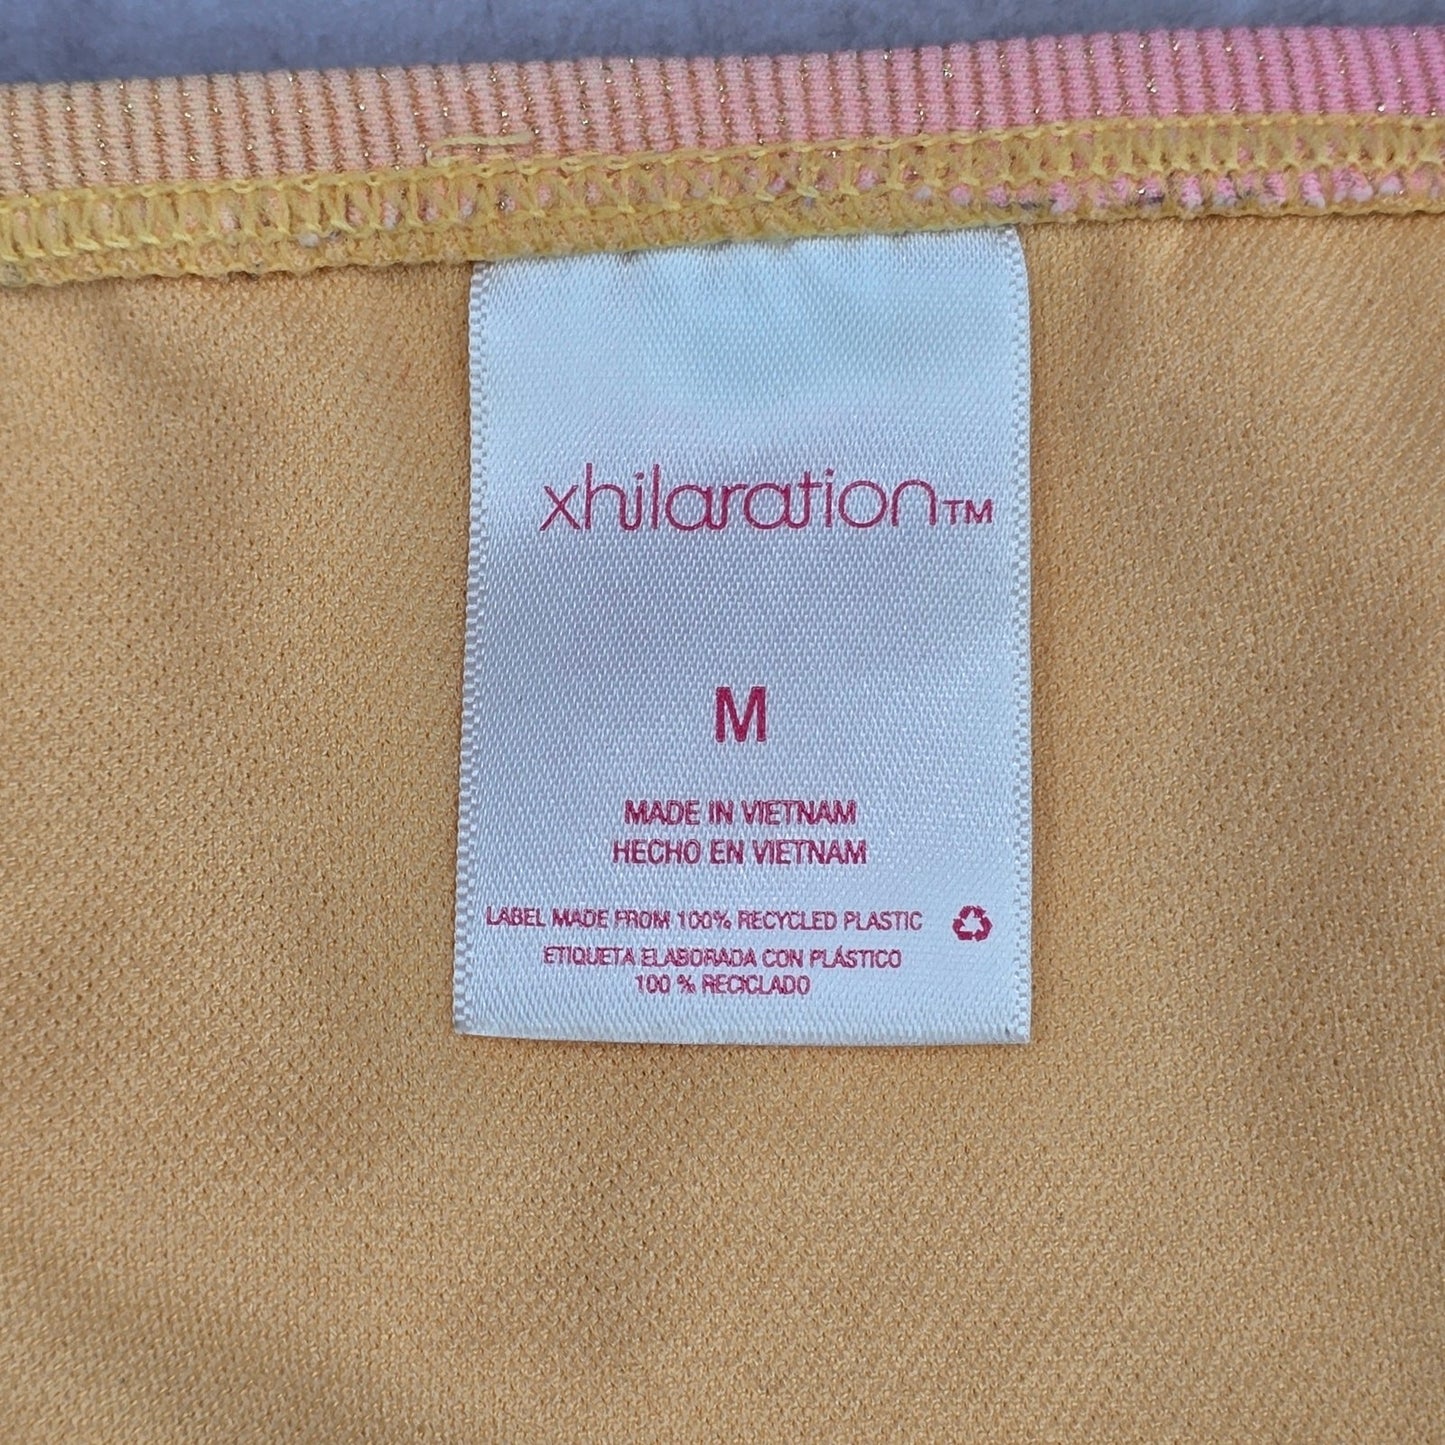 xhilaration™
M
MADE IN VIETNAM
HECHO EN VIETNAM
LABEL MADE FROM 100% RECYCLED PLASTIC
ETIQUETA ELABORADA CON PLÁSTICO
100 % RECICLADO